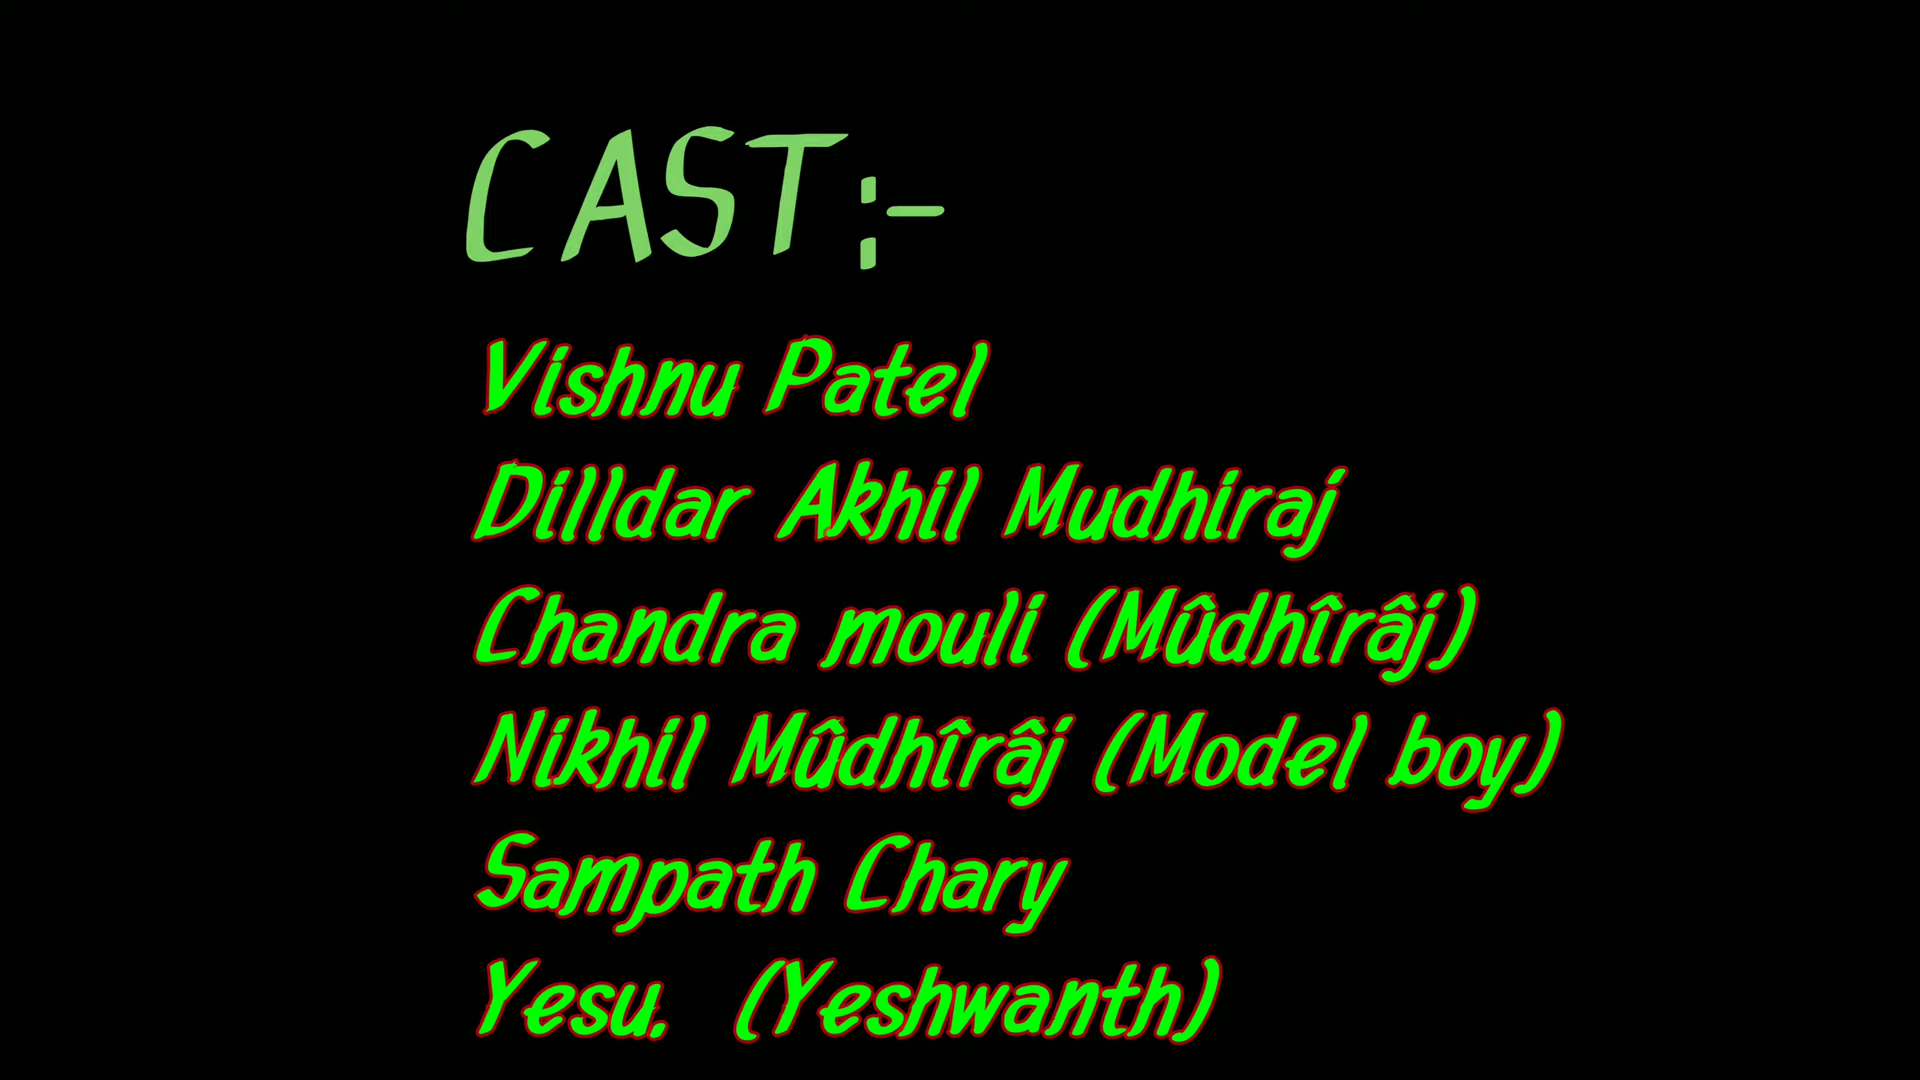 CAST:-
Vishnu Patel
Dilldar Akhil Mudhiraj
Chandra mouli (Mûdhîrâj)
Nikhil Mûdhîrâj (Model boy)
Sampath Chary
Yesu. (Yeshwanth)